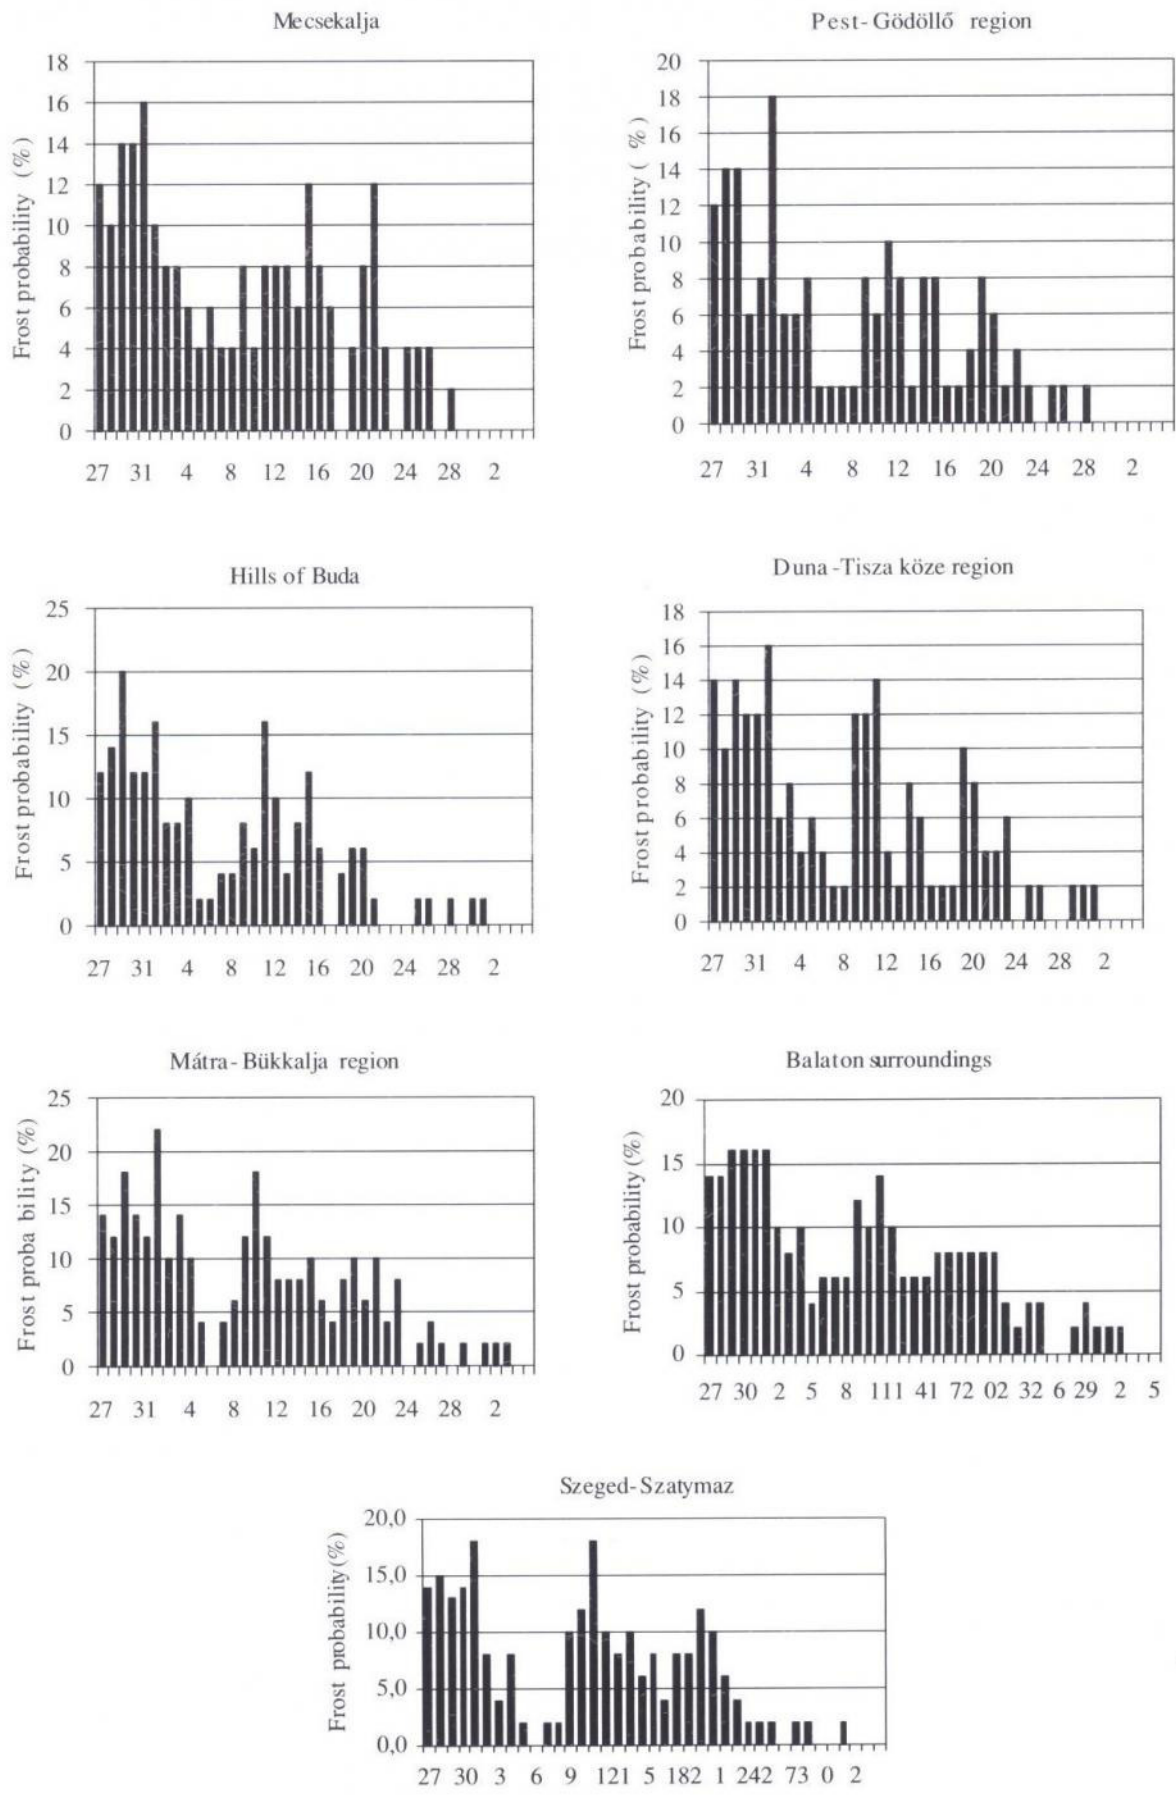 Mecsekalja
Frost probability (%)
18
16
14
12
10
8
6
4
2
0
27 31 4 8 12 16 20 24 28 2
Pest-Gödöllő region
Frost probability ( %)
20
18
16
14
12
10
8
6
4
2
0
27 31 4 8 12 16 20 24 28 2
Hills of Buda
Frost probability (%)
25
20
15
10
5
0
27 31 4 8 12 16 20 24 28 2
Duna-Tisza köze region
Frost probability (%)
18
16
14
12
10
8
6
4
2
0
27 31 4 8 12 16 20 24 28 2
Mátra-Bükkalja region
Frost proba bility (%)
25
20
15
10
5
0
27 31 4 8 12 16 20 24 28 2
Balaton surroundings
Frost probability (%)
20
15
10
5
0
27 30 2 5 8 111 41 72 02 32 6 29 2 5
Szeged-Szatymaz
Frost probability (%)
20,0
15,0
10,0
5,0
0,0
27 30 3 6 9 121 5 182 1 242 73 0 2